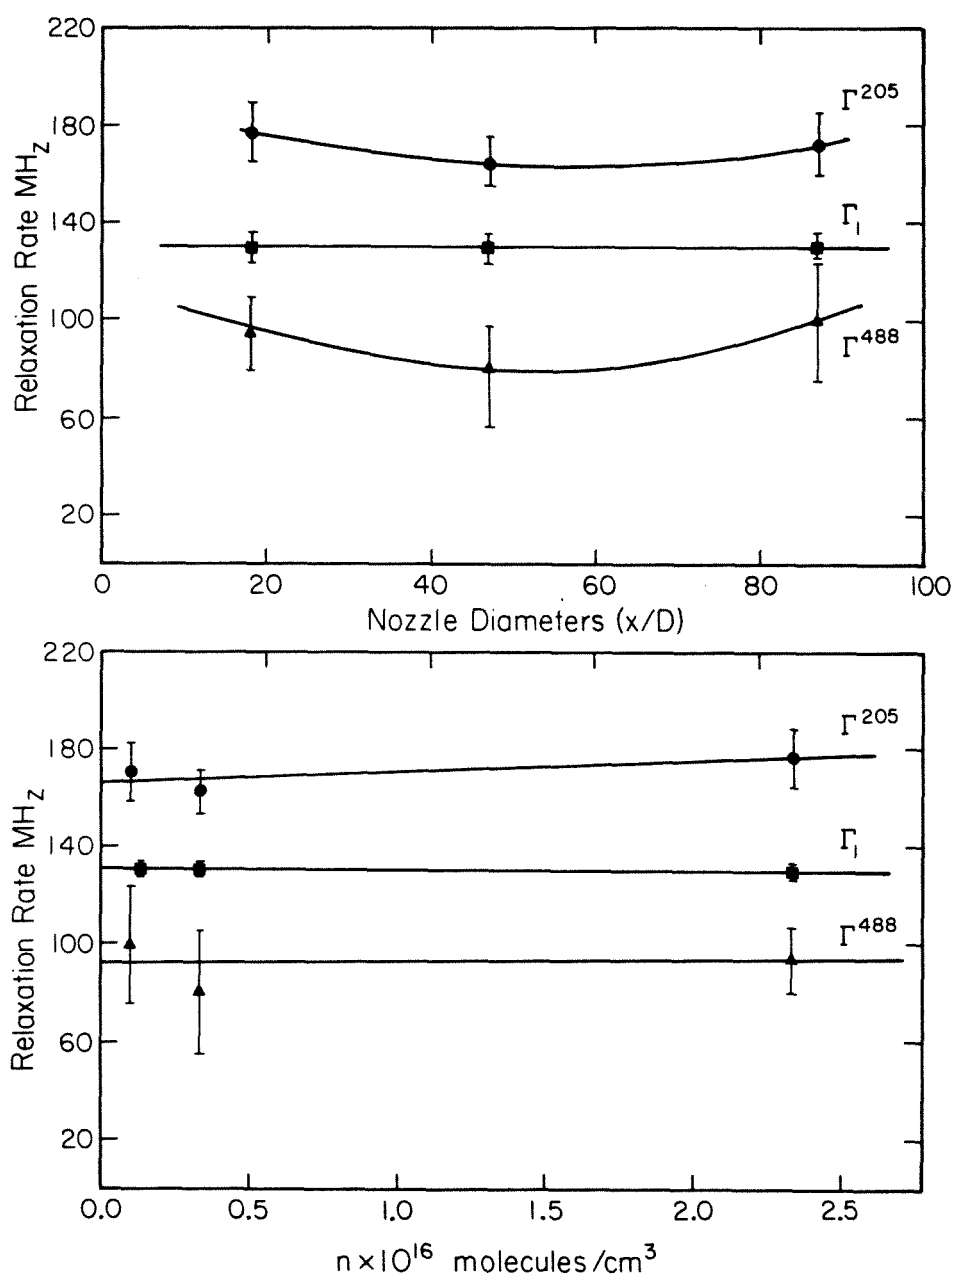 220
180
140
100
60
20
Relaxation Rate MHz
Γ²⁰⁵
Γ₁
Γ⁴⁸⁸
0 20 40 60 80 100
Nozzle Diameters (x/D)
220
180
140
100
60
20
Relaxation Rate MHz
Γ²⁰⁵
Γ₁
Γ⁴⁸⁸
0.0 0.5 1.0 1.5 2.0 2.5
n×10¹⁶ molecules/cm³